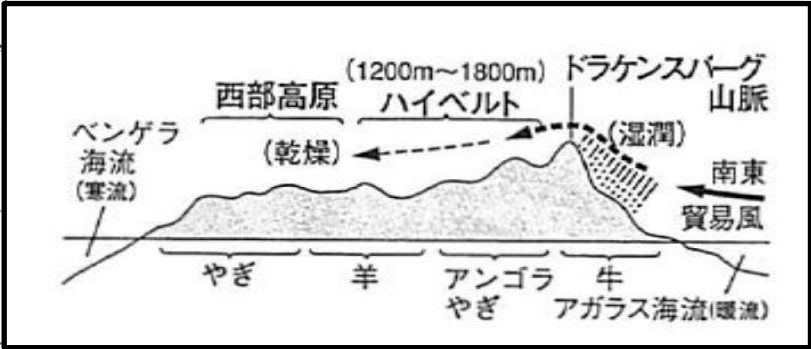 (1200m～1800m)
ドラケンスバーグ
山脈
西部高原
ハイベルト
ベンゲラ
海流
(寒流)
(乾燥)
(湿潤)
南東
貿易風
やぎ
羊
アンゴラ
やぎ
牛
アガラス海流(暖流)